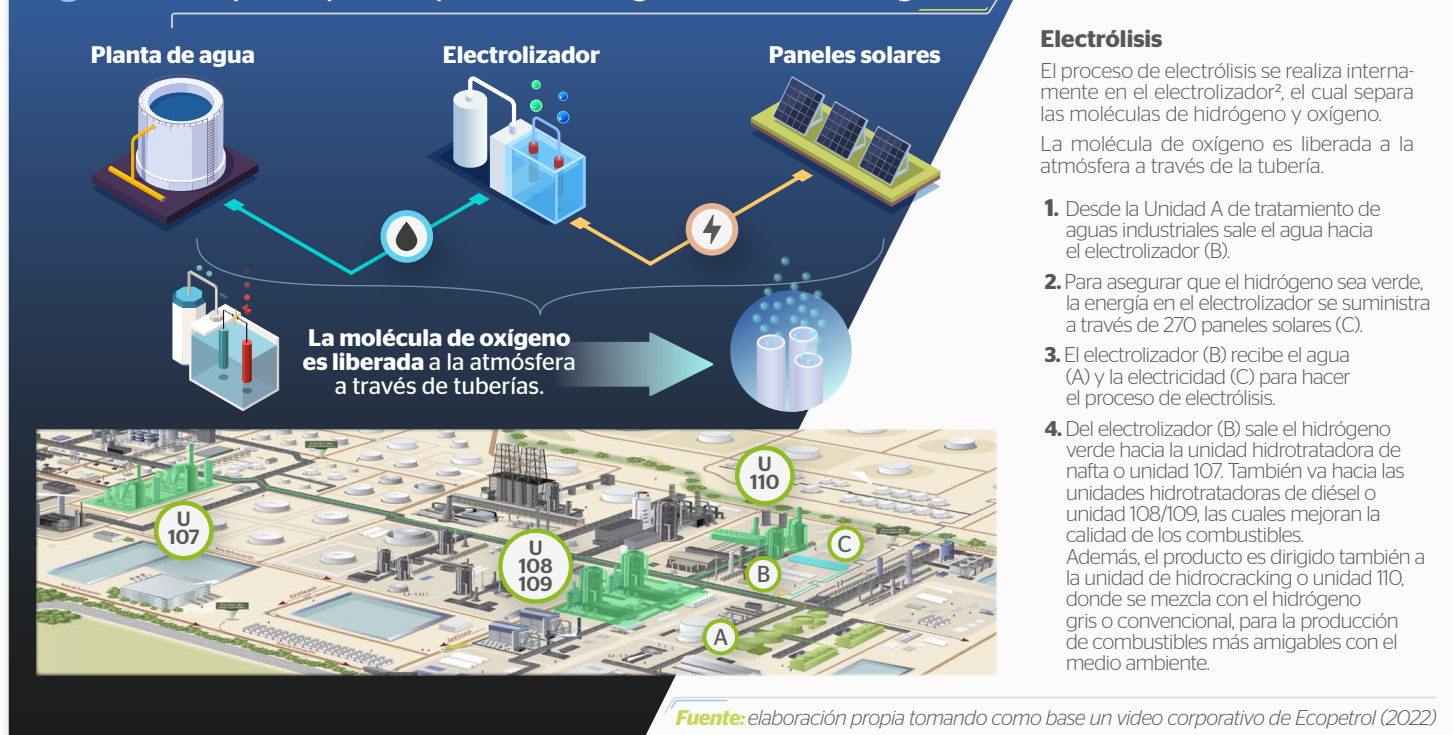 Planta de agua
Electrolizador
Paneles solares
La molécula de oxígeno
es liberada a la atmósfera
a través de tuberías.
U
107
U
108
109
U
110
A
B
C
U-101
Electrólisis
El proceso de electrólisis se realiza interna-
mente en el electrolizador², el cual separa
las moléculas de hidrógeno y oxígeno.
La molécula de oxígeno es liberada a la
atmósfera a través de la tubería.
1. Desde la Unidad A de tratamiento de
aguas industriales sale el agua hacia
el electrolizador (B).
2. Para asegurar que el hidrógeno sea verde,
la energía en el electrolizador se suministra
a través de 270 paneles solares (C).
3. El electrolizador (B) recibe el agua
(A) y la electricidad (C) para hacer
el proceso de electrólisis.
4. Del electrolizador (B) sale el hidrógeno
verde hacia la unidad hidrotratadora de
nafta o unidad 107. También va hacia las
unidades hidrotratadoras de diésel o
unidad 108/109, las cuales mejoran la
calidad de los combustibles.
Además, el producto es dirigido también a
la unidad de hidrocracking o unidad 110,
donde se mezcla con el hidrógeno
gris o convencional, para la producción
de combustibles más amigables con el
medio ambiente.
Fuente: elaboración propia tomando como base un video corporativo de Ecopetrol (2022)